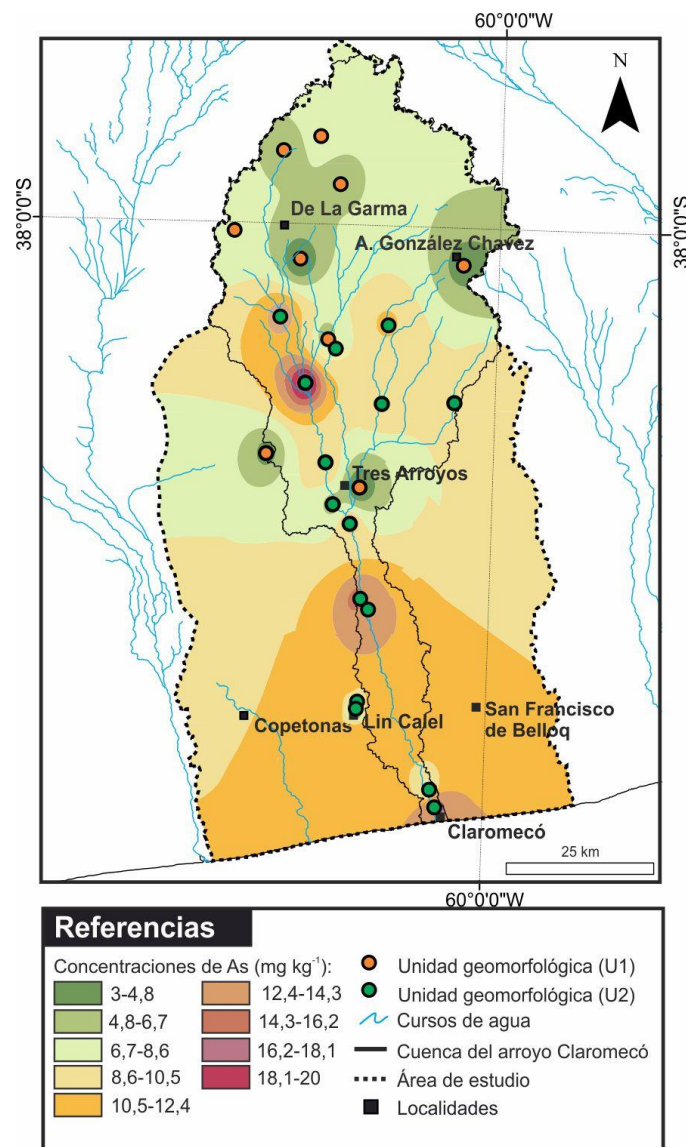 60°0'0"W
N
38°0'0"S
38°0'0"S
De La Garma
A. González Chavez
Tres Arroyos
Copetonas
Lin Calel
San Francisco
de Belloq
Claromecó
25 km
60°0'0"W
Referencias
Concentraciones de As (mg kg⁻¹):
3-4,8
4,8-6,7
6,7-8,6
8,6-10,5
10,5-12,4
12,4-14,3
14,3-16,2
16,2-18,1
18,1-20
Unidad geomorfológica (U1)
Unidad geomorfológica (U2)
Cursos de agua
Cuenca del arroyo Claromecó
Área de estudio
Localidades